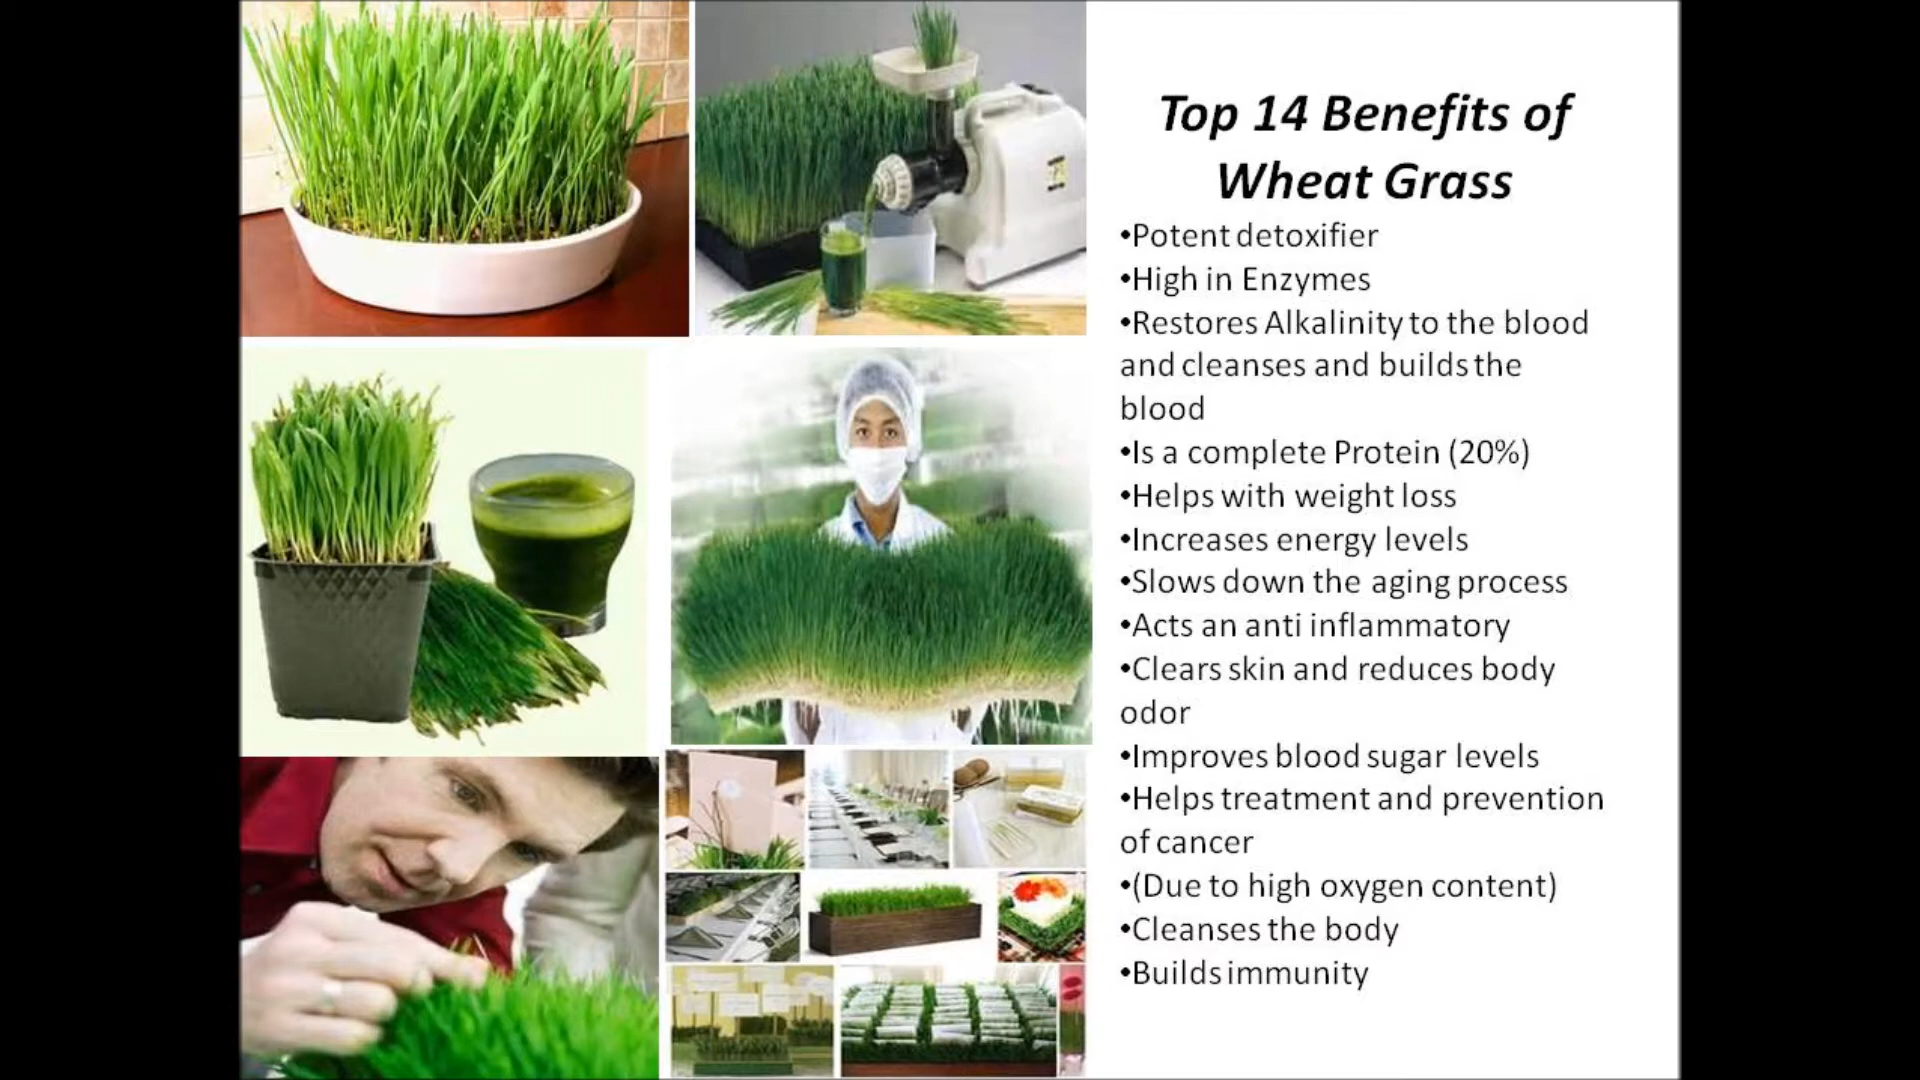 Top 14 Benefits of
Wheat Grass
•Potent detoxifier
•High in Enzymes
•Restores Alkalinity to the blood
and cleanses and builds the
blood
•Is a complete Protein (20%)
•Helps with weight loss
•Increases energy levels
•Slows down the aging process
•Acts an anti inflammatory
•Clears skin and reduces body
odor
•Improves blood sugar levels
•Helps treatment and prevention
of cancer
•(Due to high oxygen content)
•Cleanses the body
•Builds immunity